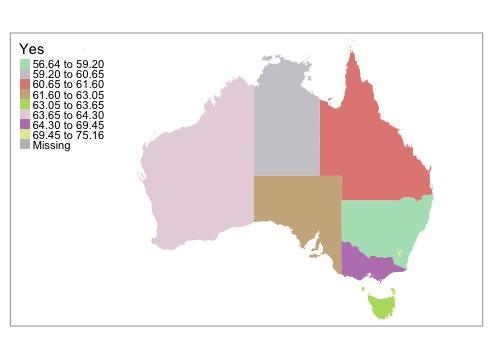 Yes
56.64 to 59.20
59.20 to 60.65
60.65 to 61.60
61.60 to 63.05
63.05 to 63.65
63.65 to 64.30
64.30 to 69.45
69.45 to 75.16
Missing